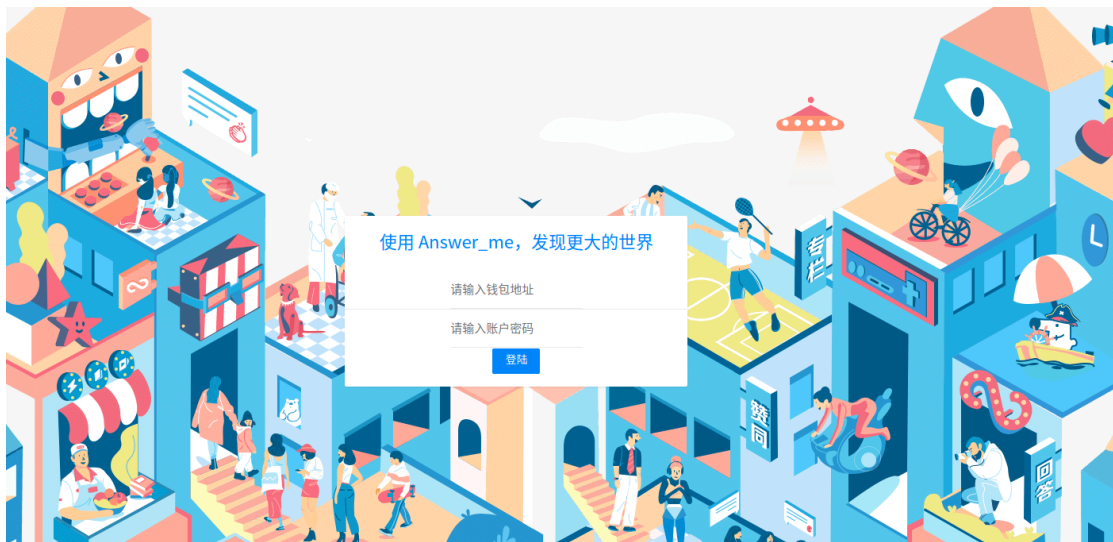 使用 Answer_me，发现更大的世界
请输入钱包地址
请输入账户密码
登陆
专栏
赞同
回答